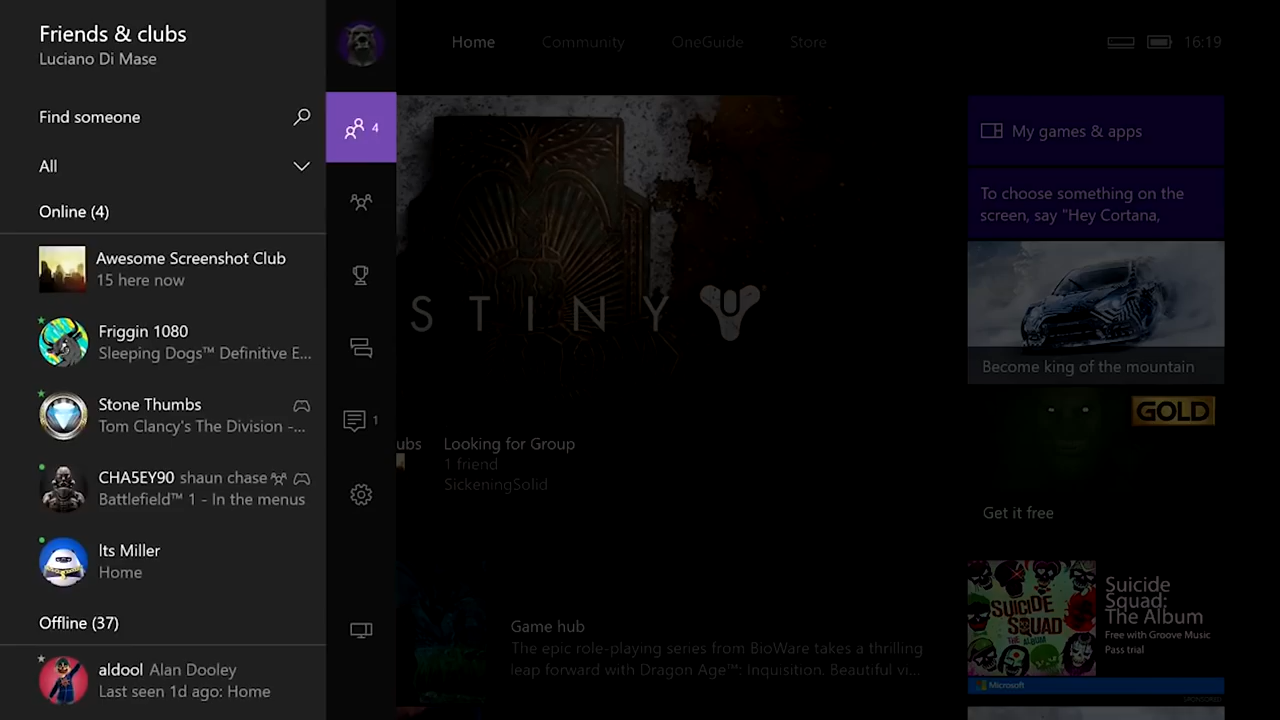 Friends & clubs
Luciano Di Mase
Find someone
All
Online (4)
Awesome Screenshot Club
15 here now
Friggin 1080
Sleeping Dogs™ Definitive E...
Stone Thumbs
Tom Clancy's The Division -...
CHA5EY90 shaun chase
Battlefield™ 1 - In the menus
Its Miller
Home
Offline (37)
aldool Alan Dooley
Last seen 1d ago: Home
4
1
Home Community OneGuide Store
16:19
STINY
ubs
Looking for Group
1 friend
SickeningSolid
Game hub
The epic role-playing series from BioWare takes a thrilling
leap forward with Dragon Age™: Inquisition. Beautiful vi...
My games & apps
To choose something on the
screen, say "Hey Cortana,
Become king of the mountain
GOLD
Get it free
SUICIDE
SQUAD
THE ALBUM
Suicide
Squad:
The Album
Free with Groove Music
Pass trial
Microsoft
SPONSORED